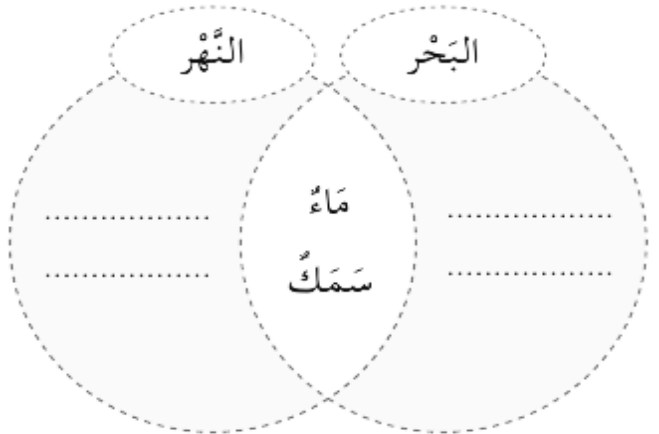 البَحْر
النَّهْر
مَاءٌ
سَمَكٌ